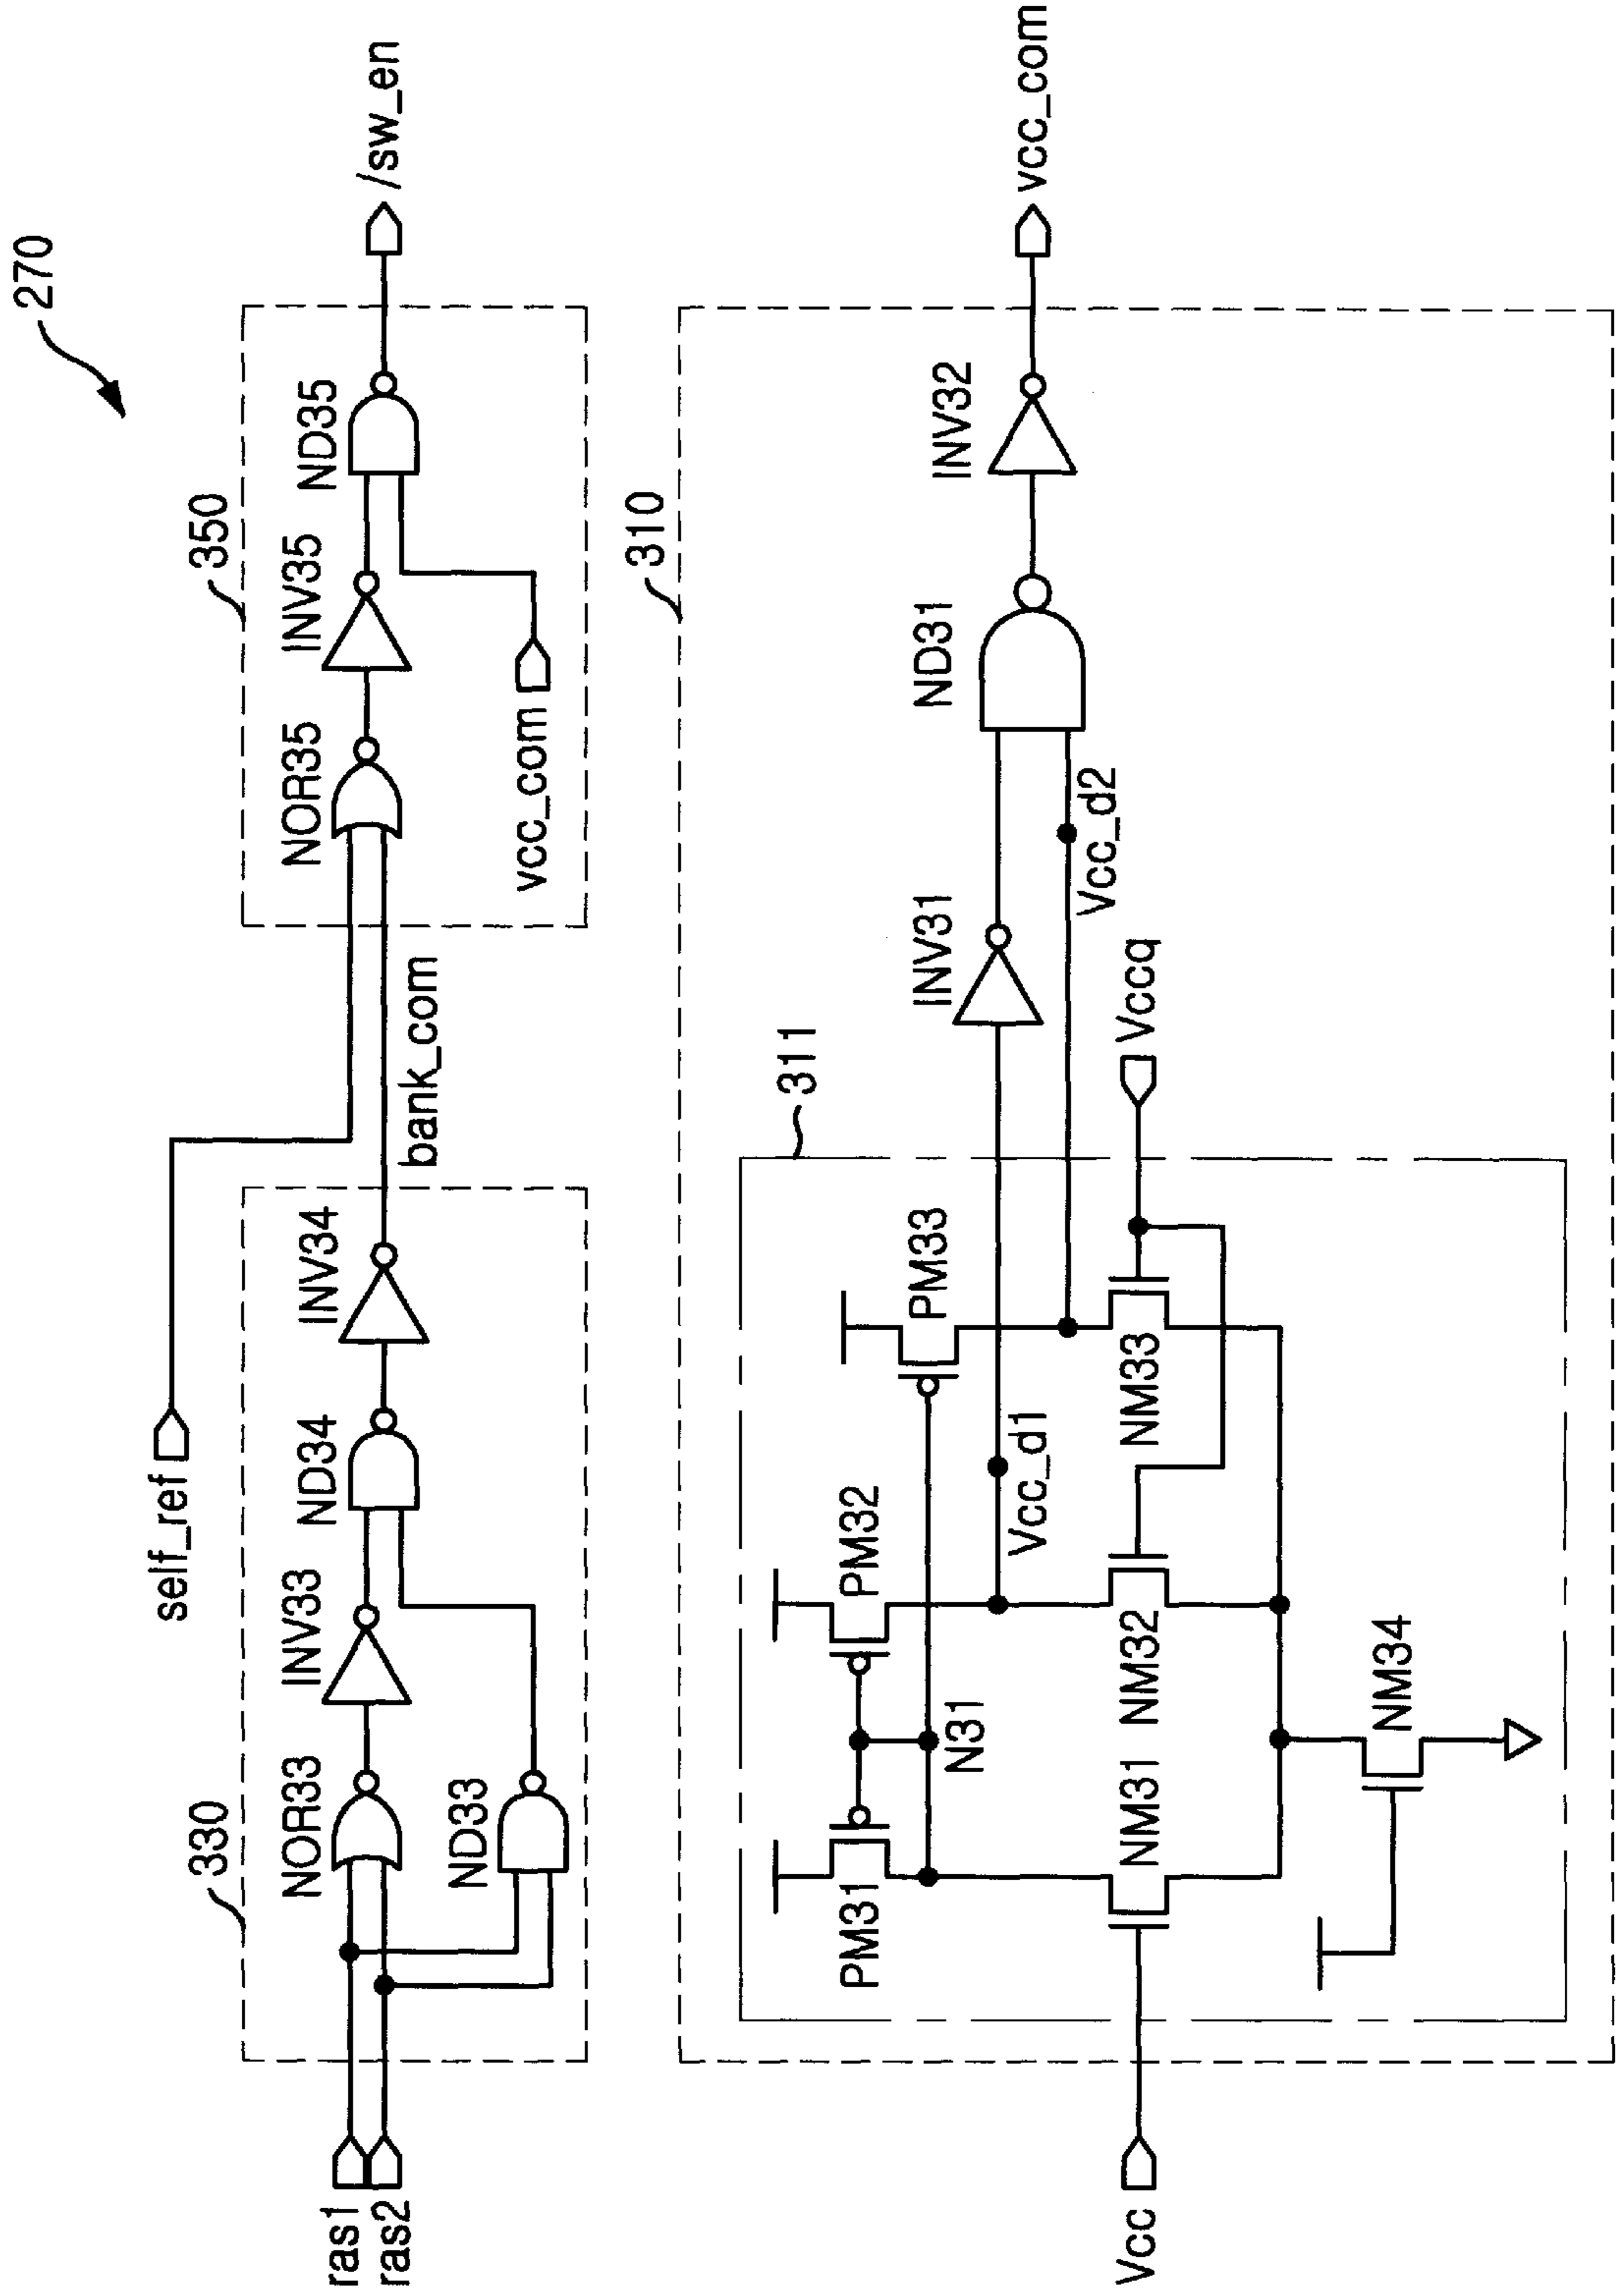 270
330
350
ras1
ras2
NOR33
INV33
ND33
ND34
INV34
self_ref
bank_com
NOR35
INV35
ND35
vcc_com
/sw_en
310
311
Vcc
PM31
PM32
PM33
N31
NM31
NM32
NM33
NM34
Vcc_d1
Vccq
INV31
Vcc_d2
ND31
INV32
vcc_com